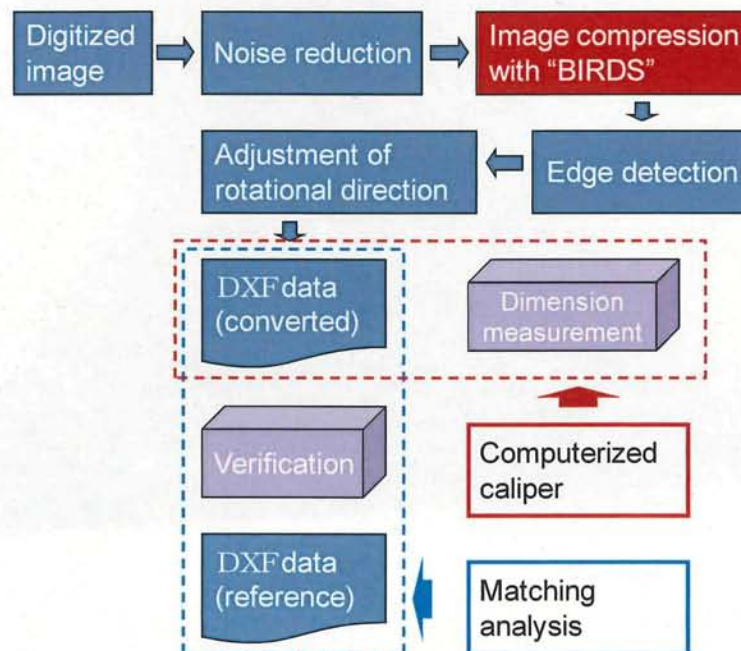 Digitized
image
Noise reduction
Image compression
with “BIRDS”
Adjustment of
rotational direction
Edge detection
DXF data
(converted)
Dimension
measurement
Verification
Computerized
caliper
DXF data
(reference)
Matching
analysis